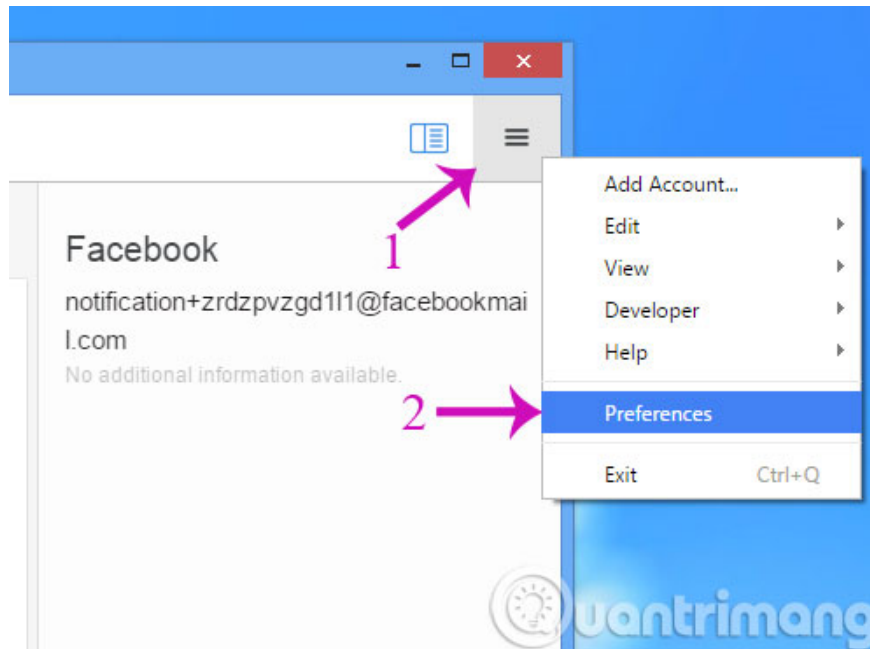 Add Account...
1
Facebook
Edit
View
notification+zrdzpvzgd1l1@facebookmai
l.com
Developer
Help
No additional information available.
2
Preferences
Exit Ctrl+Q
Quantrimang